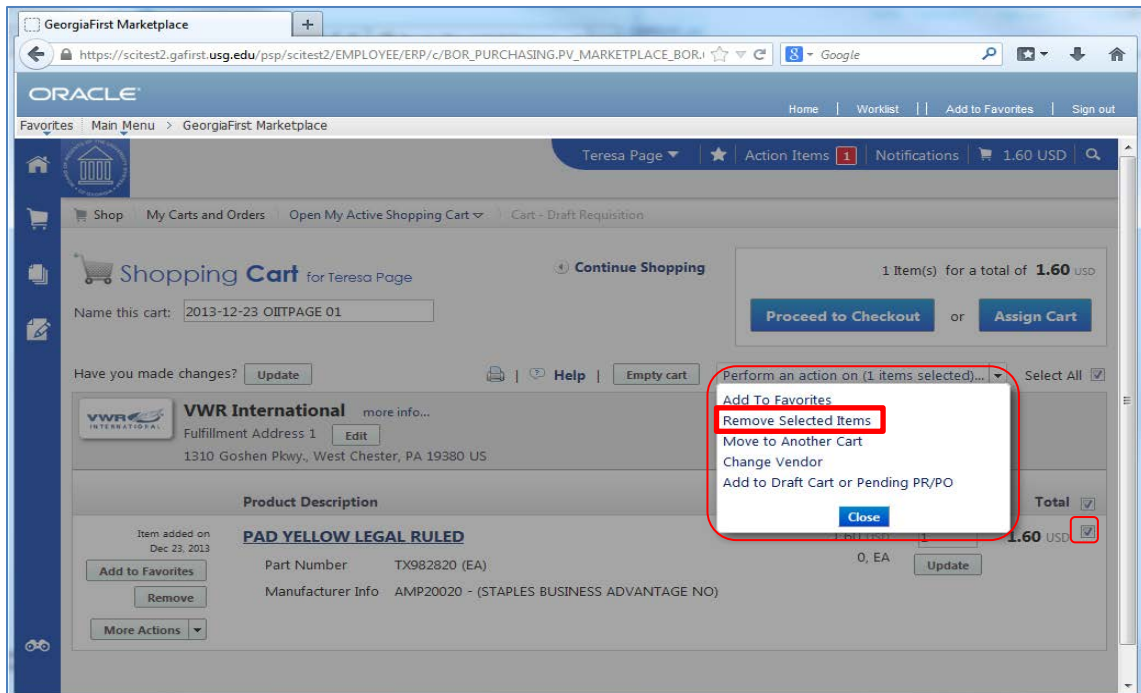 GeorgiaFirst Marketplace +
https://scitest2.gafirst.usg.edu/psp/scitest2/EMPLOYEE/ERP/c/BOR_PURCHASING.PV_MARKETPLACE_BOR. Google
ORACLE
Home | Worklist | | Add to Favorites | Sign out
Favorites Main Menu > GeorgiaFirst Marketplace
Teresa Page Action Items 1 Notifications 1.60 USD
Shop My Carts and Orders Open My Active Shopping Cart Cart - Draft Requisition
Shopping Cart for Teresa Page
Continue Shopping
1 Item(s) for a total of 1.60 USD
Name this cart: 2013-12-23 OIITPAGE 01
Proceed to Checkout or Assign Cart
Have you made changes? Update | Help | Empty cart Perform an action on (1 items selected)... Select All
Add To Favorites
Remove Selected Items
Move to Another Cart
Change Vendor
Add to Draft Cart or Pending PR/PO
Close
VWR INTERNATIONAL
VWR International more info...
Fulfillment Address 1 Edit
1310 Goshen Pkwy., West Chester, PA 19380 US
Product Description Total
Item added on
Dec 23, 2013
PAD YELLOW LEGAL RULED 1.60 USD 1 1.60 USD
Add to Favorites Part Number TX982820 (EA) 0, EA Update
Remove Manufacturer Info AMP20020 - (STAPLES BUSINESS ADVANTAGE NO)
More Actions